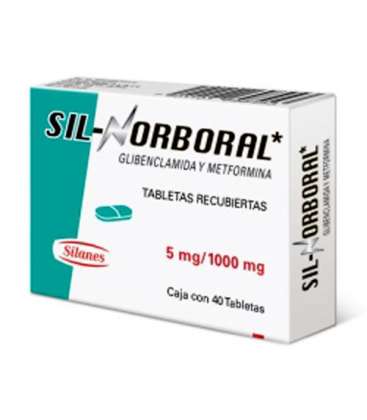 SIL-NORBORAL*
GLIBENCLAMIDA Y METFORMINA
TABLETAS RECUBIERTAS
Silanes
5 mg/1000 mg
Caja con 40 Tabletas
SIL-NORBORAL*
GLIBENCLAMIDA Y METFORMINA